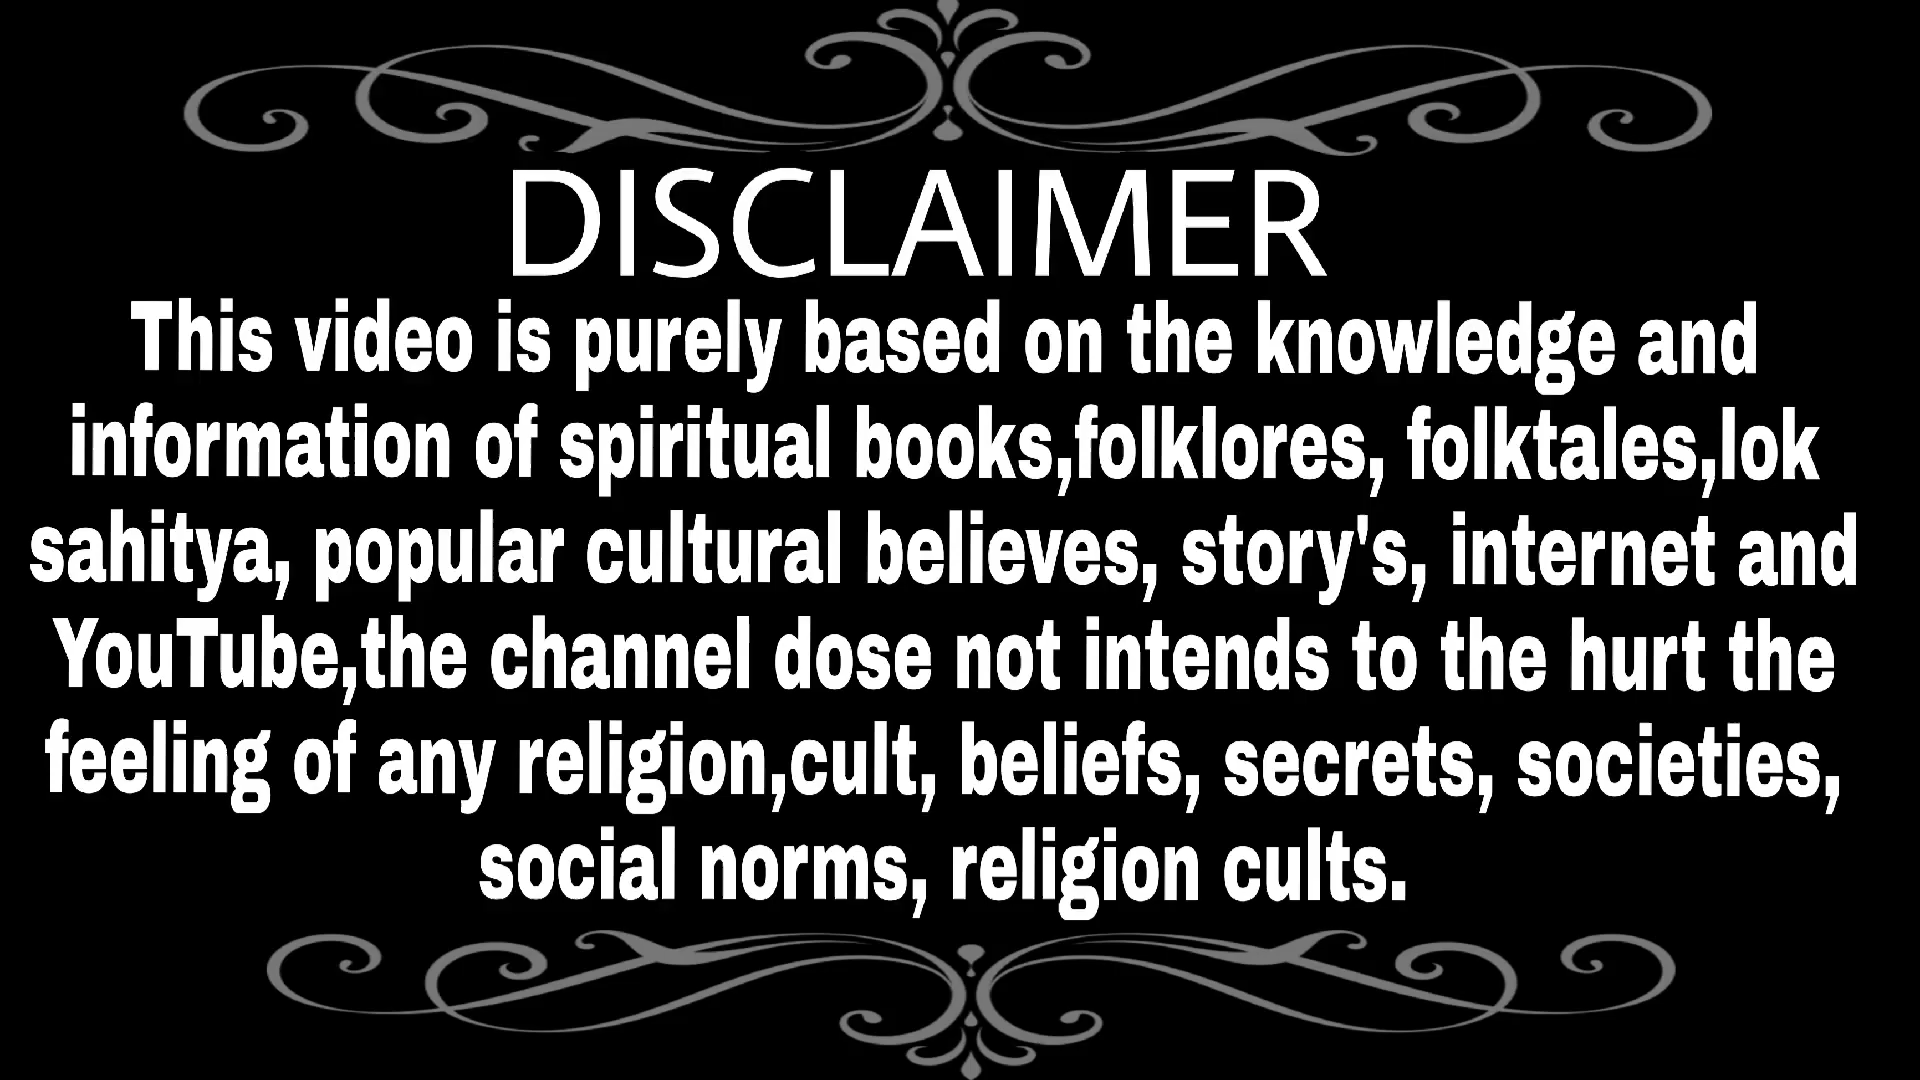 DISCLAIMER
This video is purely based on the knowledge and
information of spiritual books,folklores, folktales,lok
sahitya, popular cultural believes, story's, internet and
YouTube,the channel dose not intends to the hurt the
feeling of any religion,cult, beliefs, secrets, societies,
social norms, religion cults.